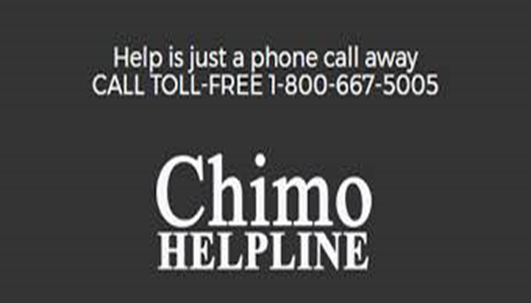 Help is just a phone call away
CALL TOLL-FREE 1-800-667-5005
Chimo
HELPLINE